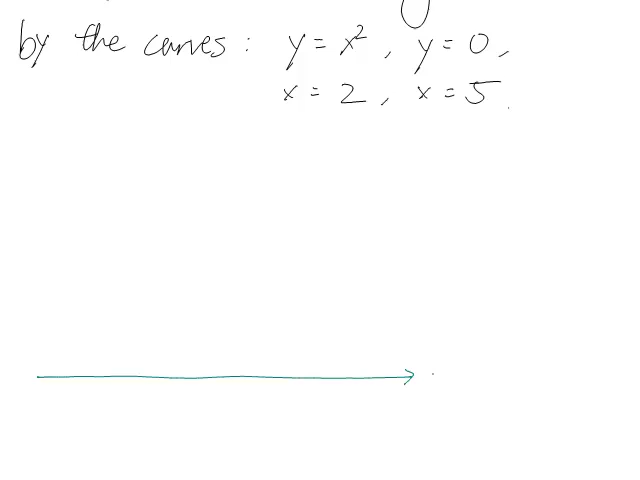 by the curves : y = x², y = 0,
x = 2, x = 5.